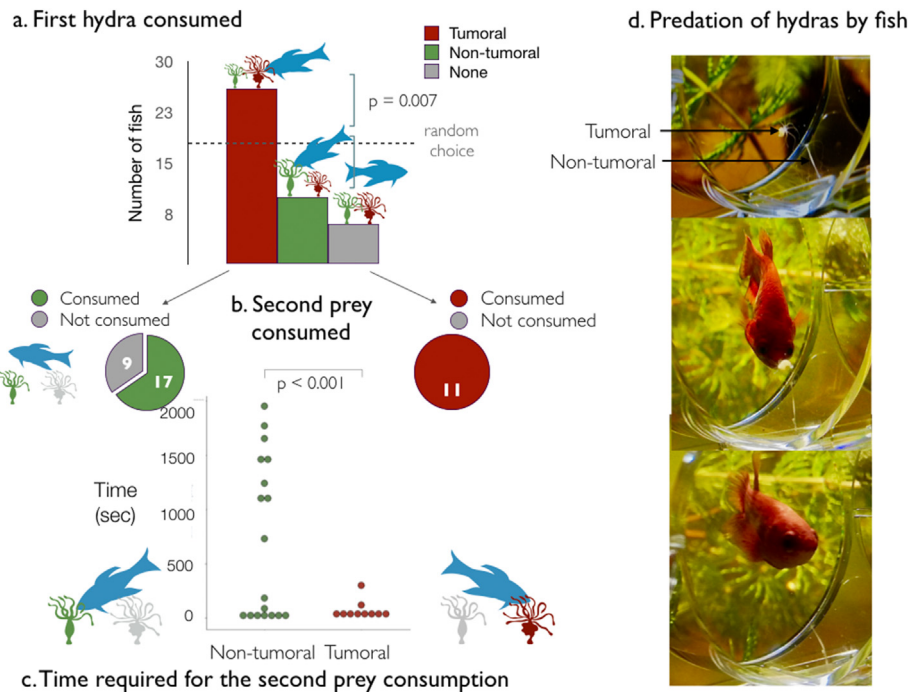 a. First hydra consumed
Tumoral
Non-tumoral
None
30
23
15
8
Number of fish
p = 0.007
random
choice
Consumed
Not consumed
9
17
b. Second prey
consumed
Consumed
Not consumed
11
p < 0.001
2000
1500
1000
500
0
Time
(sec)
Non-tumoral
Tumoral
c. Time required for the second prey consumption
d. Predation of hydras by fish
Tumoral
Non-tumoral